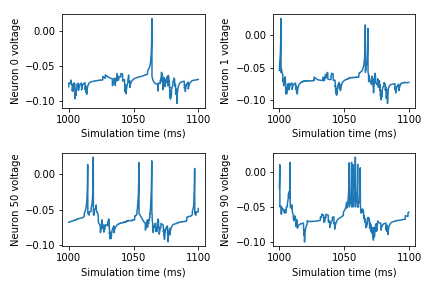 Neuron 0 voltage
0.00
−0.05
−0.10
1000 1050 1100
Simulation time (ms)
Neuron 1 voltage
0.00
−0.05
−0.10
1000 1050 1100
Simulation time (ms)
Neuron 50 voltage
0.00
−0.05
−0.10
1000 1050 1100
Simulation time (ms)
Neuron 90 voltage
0.00
−0.05
−0.10
1000 1050 1100
Simulation time (ms)